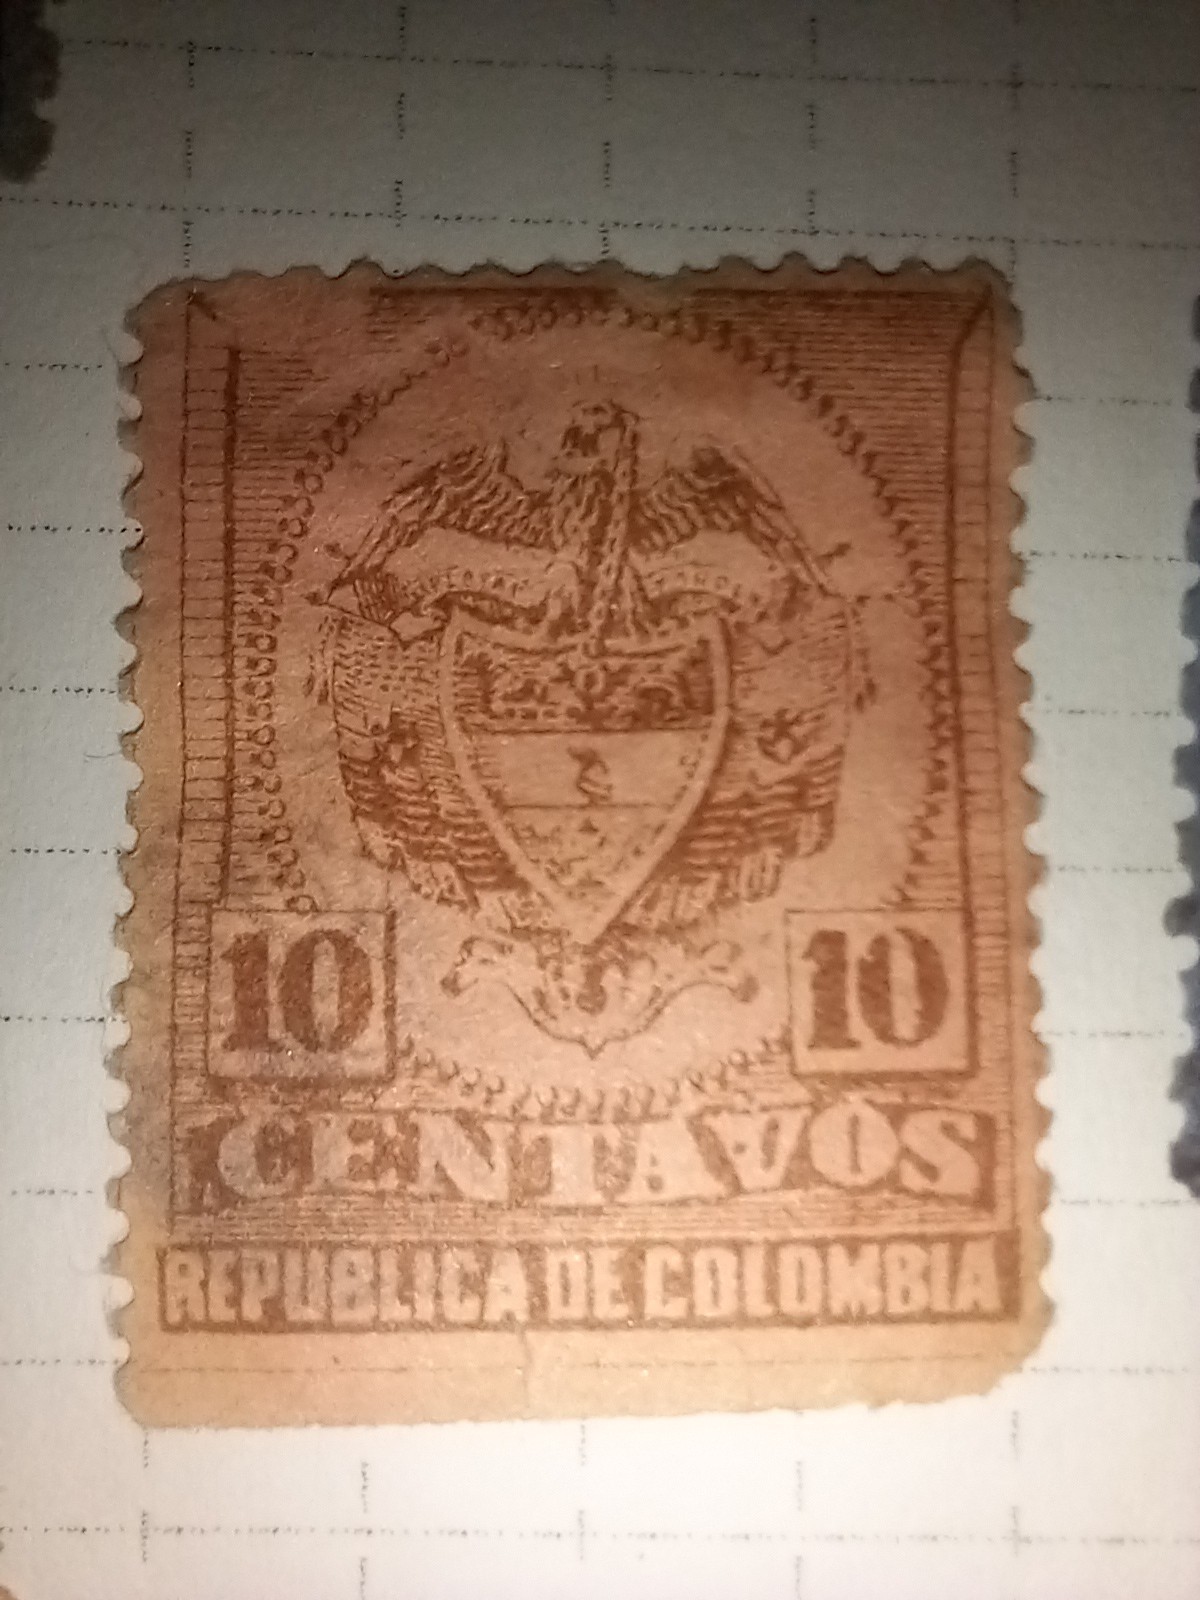 10 10
CENTAVOS
REPUBLICA DE COLOMBIA